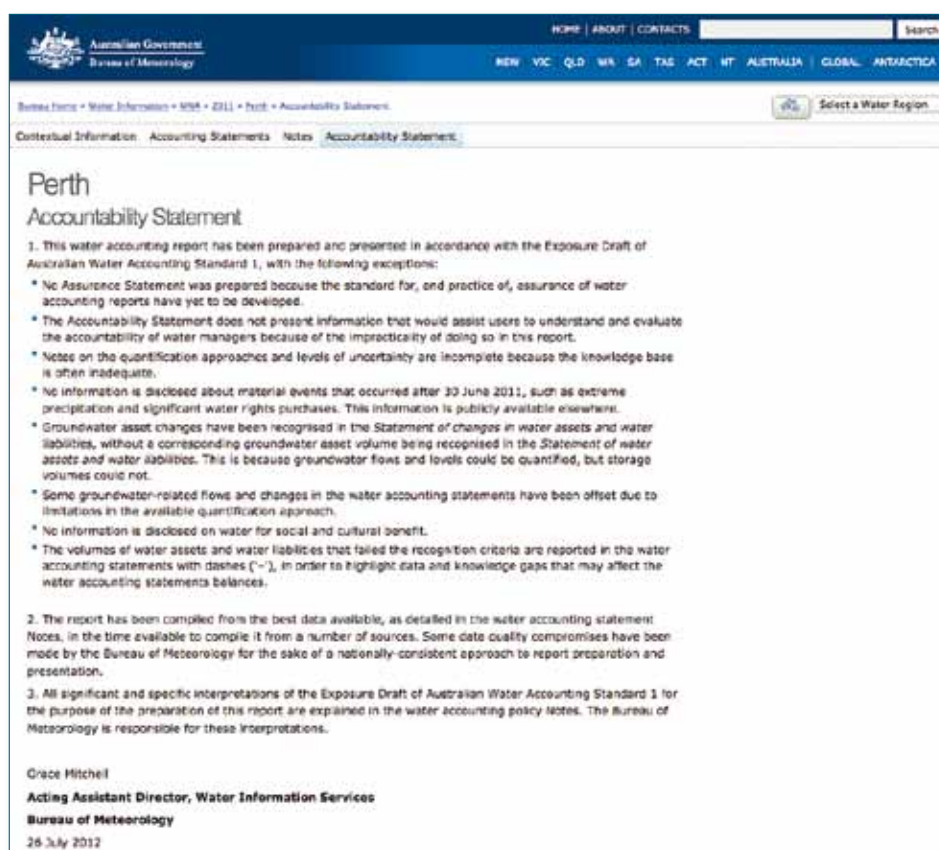 HOME | ABOUT | CONTACTS
Search
Australian Government
Bureau of Meteorology
NSW VIC QLD WA SA TAS ACT NT AUSTRALIA | GLOBAL ANTARCTICA
Bureau Home > Water Information > NWA > 2011 > Perth > Accountability Statement
Select a Water Region
Contextual Information Accounting Statements Notes Accountability Statement
Perth
Accountability Statement
1. This water accounting report has been prepared and presented in accordance with the Exposure Draft of
Australian Water Accounting Standard 1, with the following exceptions:
• No Assurance Statement was prepared because the standard for, and practice of, assurance of water
accounting reports have yet to be developed.
• The Accountability Statement does not present information that would assist users to understand and evaluate
the accountability of water managers because of the impracticality of doing so in this report.
• Notes on the quantification approaches and levels of uncertainty are incomplete because the knowledge base
is often inadequate.
• No information is disclosed about material events that occurred after 30 June 2011, such as extreme
precipitation and significant water rights purchases. This information is publicly available elsewhere.
• Groundwater asset changes have been recognised in the Statement of changes in water assets and water
liabilities, without a corresponding groundwater asset volume being recognised in the Statement of water
assets and water liabilities. This is because groundwater flows and levels could be quantified, but storage
volumes could not.
• Some groundwater-related flows and changes in the water accounting statements have been offset due to
limitations in the available quantification approach.
• No information is disclosed on water for social and cultural benefit.
• The volumes of water assets and water liabilities that failed the recognition criteria are reported in the water
accounting statements with dashes ('–'), in order to highlight data and knowledge gaps that may affect the
water accounting statements balances.
2. The report has been compiled from the best data available, as detailed in the water accounting statement
Notes, in the time available to compile it from a number of sources. Some data quality compromises have been
made by the Bureau of Meteorology for the sake of a nationally-consistent approach to report preparation and
presentation.
3. All significant and specific interpretations of the Exposure Draft of Australian Water Accounting Standard 1 for
the purpose of the preparation of this report are explained in the water accounting policy Notes. The Bureau of
Meteorology is responsible for these interpretations.
Grace Mitchell
Acting Assistant Director, Water Information Services
Bureau of Meteorology
26 July 2012